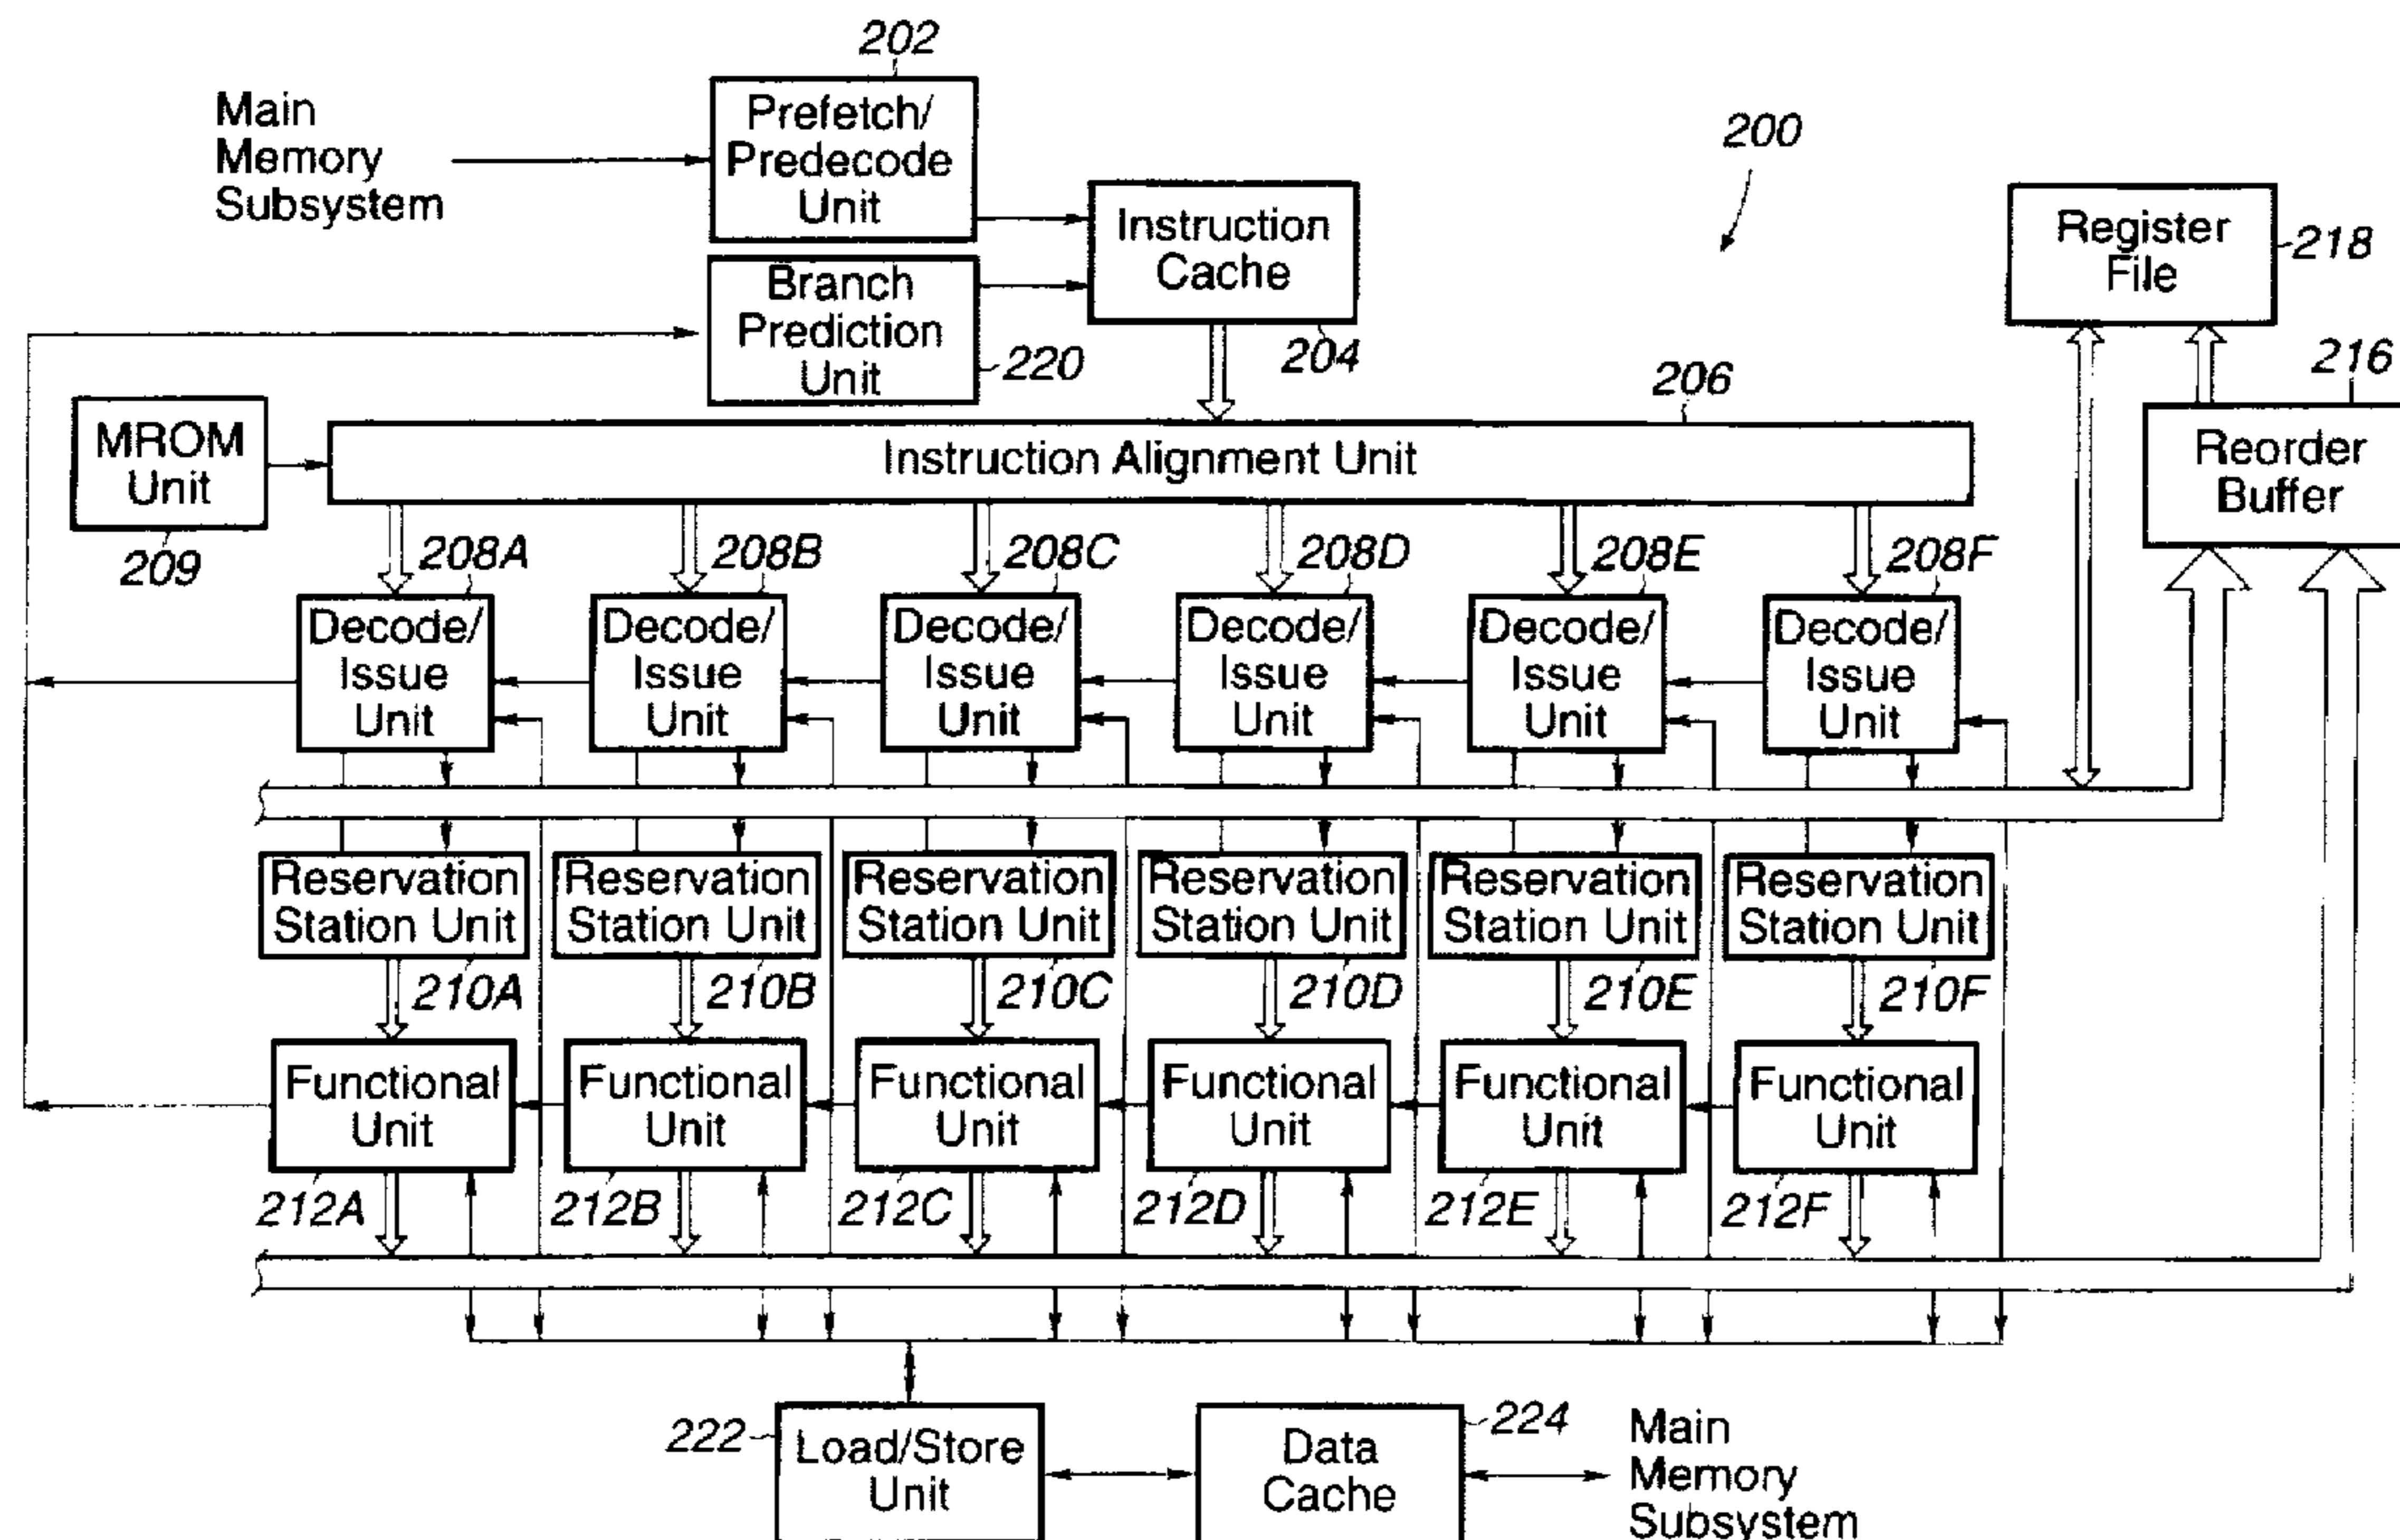 202
Main
Memory
Subsystem
Prefetch/
Predecode
Unit
200
Instruction
Cache
204
Register
File
218
Branch
Prediction
Unit
220
216
206
MROM
Unit
209
Instruction Alignment Unit
Reorder
Buffer
208A
208B
208C
208D
208E
208F
Decode/
Issue
Unit
Decode/
Issue
Unit
Decode/
Issue
Unit
Decode/
Issue
Unit
Decode/
Issue
Unit
Decode/
Issue
Unit
Reservation
Station Unit
Reservation
Station Unit
Reservation
Station Unit
Reservation
Station Unit
Reservation
Station Unit
Reservation
Station Unit
210A
210B
210C
210D
210E
210F
Functional
Unit
Functional
Unit
Functional
Unit
Functional
Unit
Functional
Unit
Functional
Unit
212A
212B
212C
212D
212E
212F
222
Load/Store
Unit
Data
Cache
224
Main
Memory
Subsystem